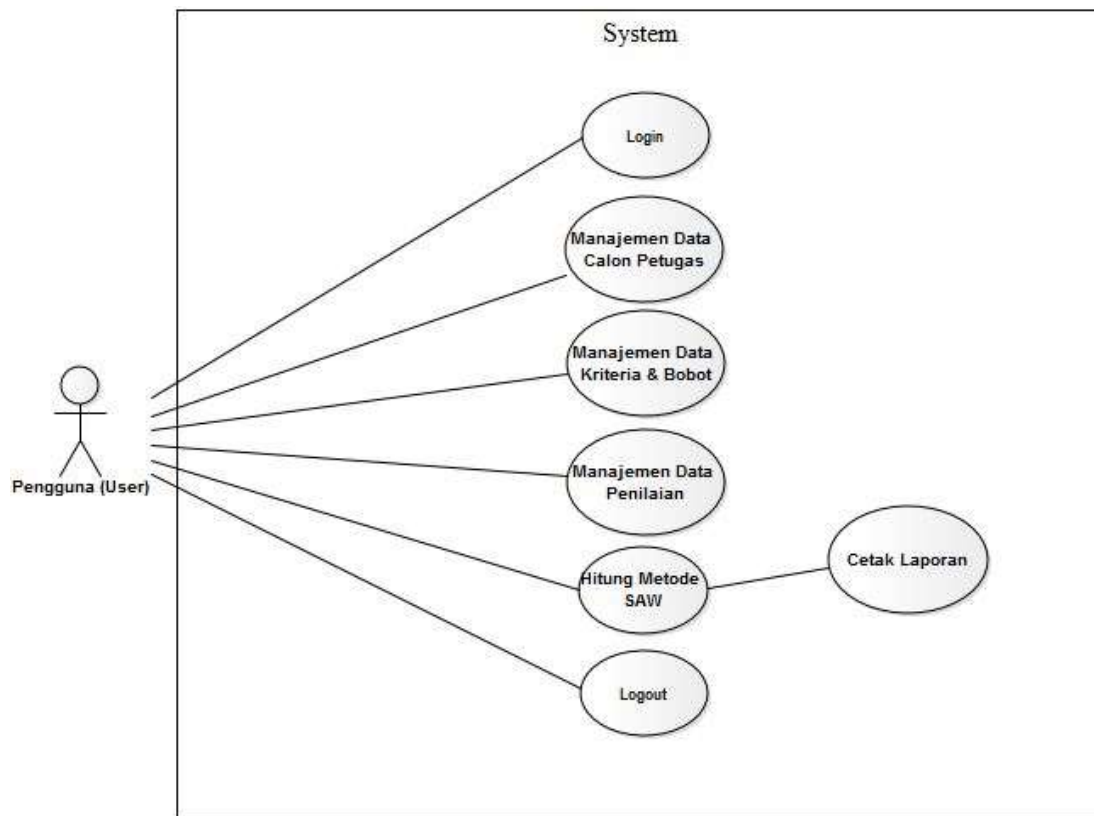 System
Login
Manajemen Data
Calon Petugas
Manajemen Data
Kriteria & Bobot
Pengguna (User)
Manajemen Data
Penilaian
Hitung Metode
SAW
Cetak Laporan
Logout